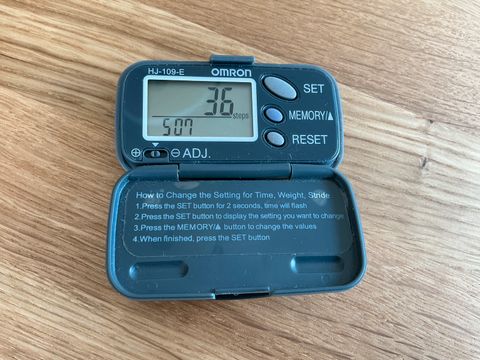 HJ-109-E OMRON
36 steps
507
SET
MEMORY/▲
RESET
⊕ ⊖ ADJ.
How to Change the Setting for Time, Weight, Stride
1.Press the SET button for 2 seconds, time will flash
2.Press the SET button to display the setting you want to change
3.Press the MEMORY/▲ button to change the values
4.When finished, press the SET button